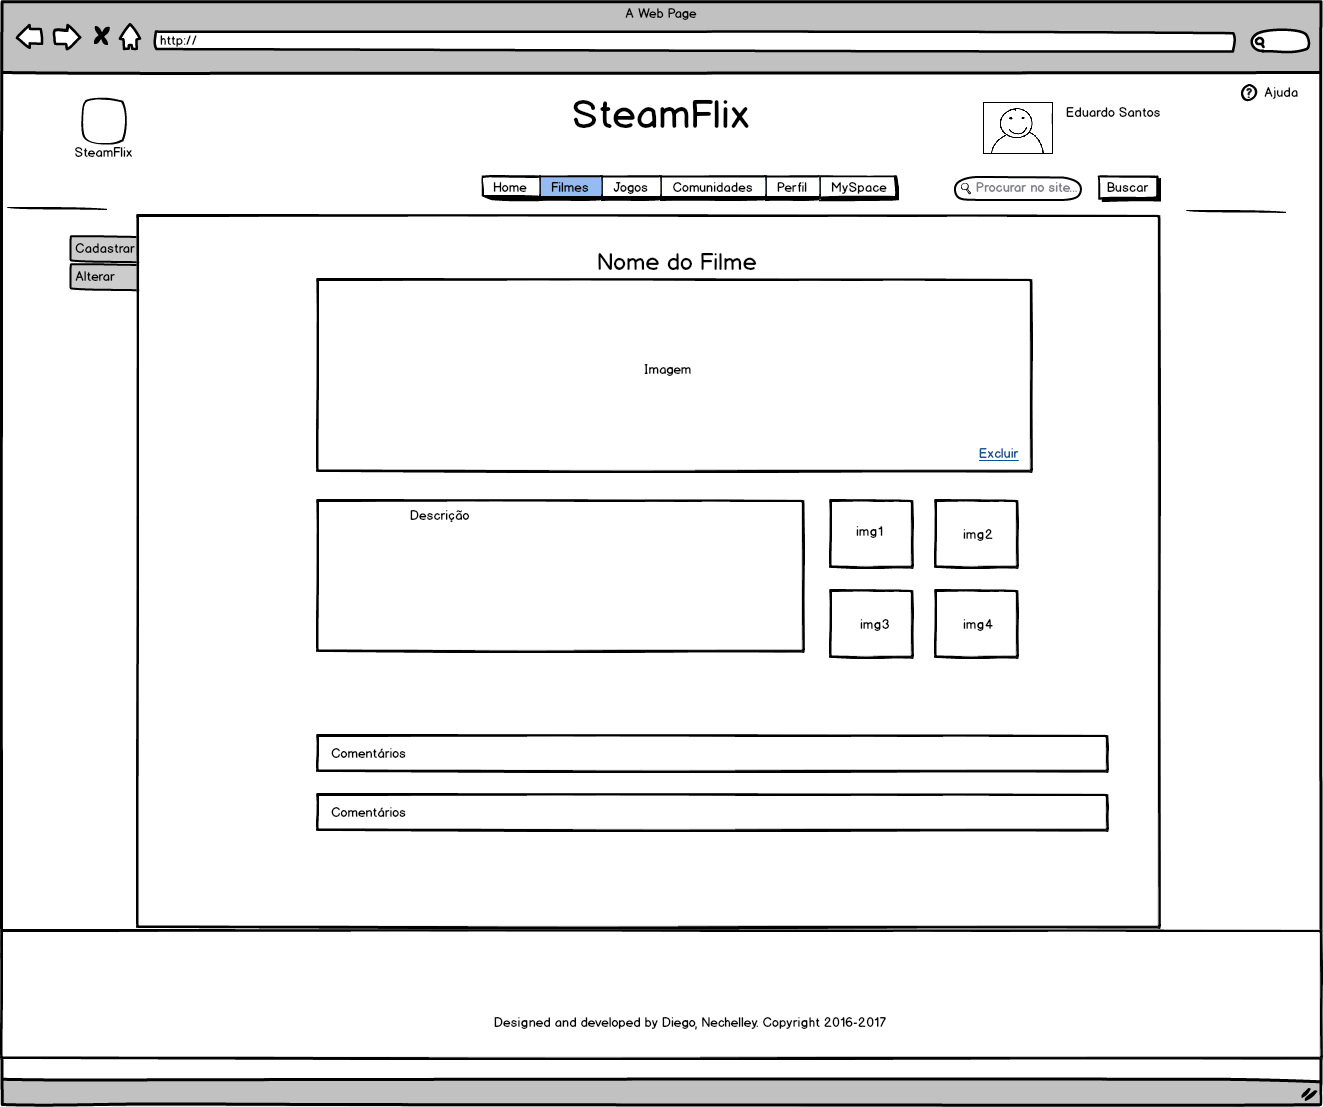 A Web Page
http://
Ajuda
SteamFlix
Eduardo Santos
SteamFlix
Home Filmes Jogos Comunidades Perfil MySpace
Procurar no site... Buscar
Cadastrar
Alterar
Nome do Filme
Imagem
Excluir
Descrição
img1 img2
img3 img4
Comentários
Comentários
Designed and developed by Diego, Nechelley. Copyright 2016-2017